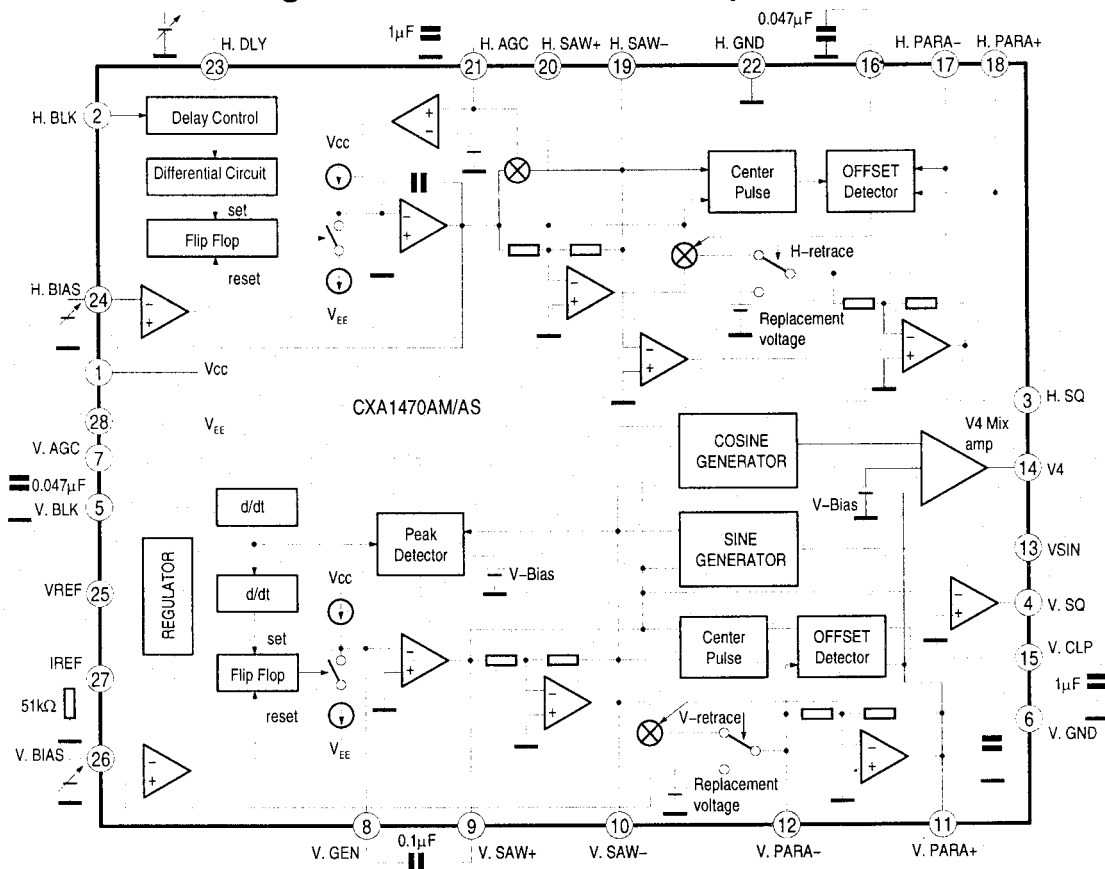 1µF
0.047µF
H. DLY
H. AGC
H. SAW+
H. SAW−
H. GND
H. PARA−
H. PARA+
23
21
20
19
22
16
17
18
H. BLK
2
Delay Control
Differential Circuit
set
Flip Flop
reset
Vcc
VEE
Center
Pulse
OFFSET
Detector
H-retrace
Replacement
voltage
H. BIAS
24
1
Vcc
28
VEE
CXA1470AM/AS
V. AGC
7
0.047µF
5
V. BLK
3
H. SQ
COSINE
GENERATOR
V4 Mix
amp
14
V4
V-Bias
d/dt
Peak
Detector
V-Bias
SINE
GENERATOR
13
VSIN
REGULATOR
VREF
25
d/dt
Vcc
4
V. SQ
set
Flip Flop
reset
VEE
Center
Pulse
OFFSET
Detector
V. CLP
15
1µF
IREF
27
51kΩ
6
V. GND
V. BIAS
26
V-retrace
Replacement
voltage
8
9
10
12
11
V. GEN
0.1µF
V. SAW+
V. SAW−
V. PARA−
V. PARA+